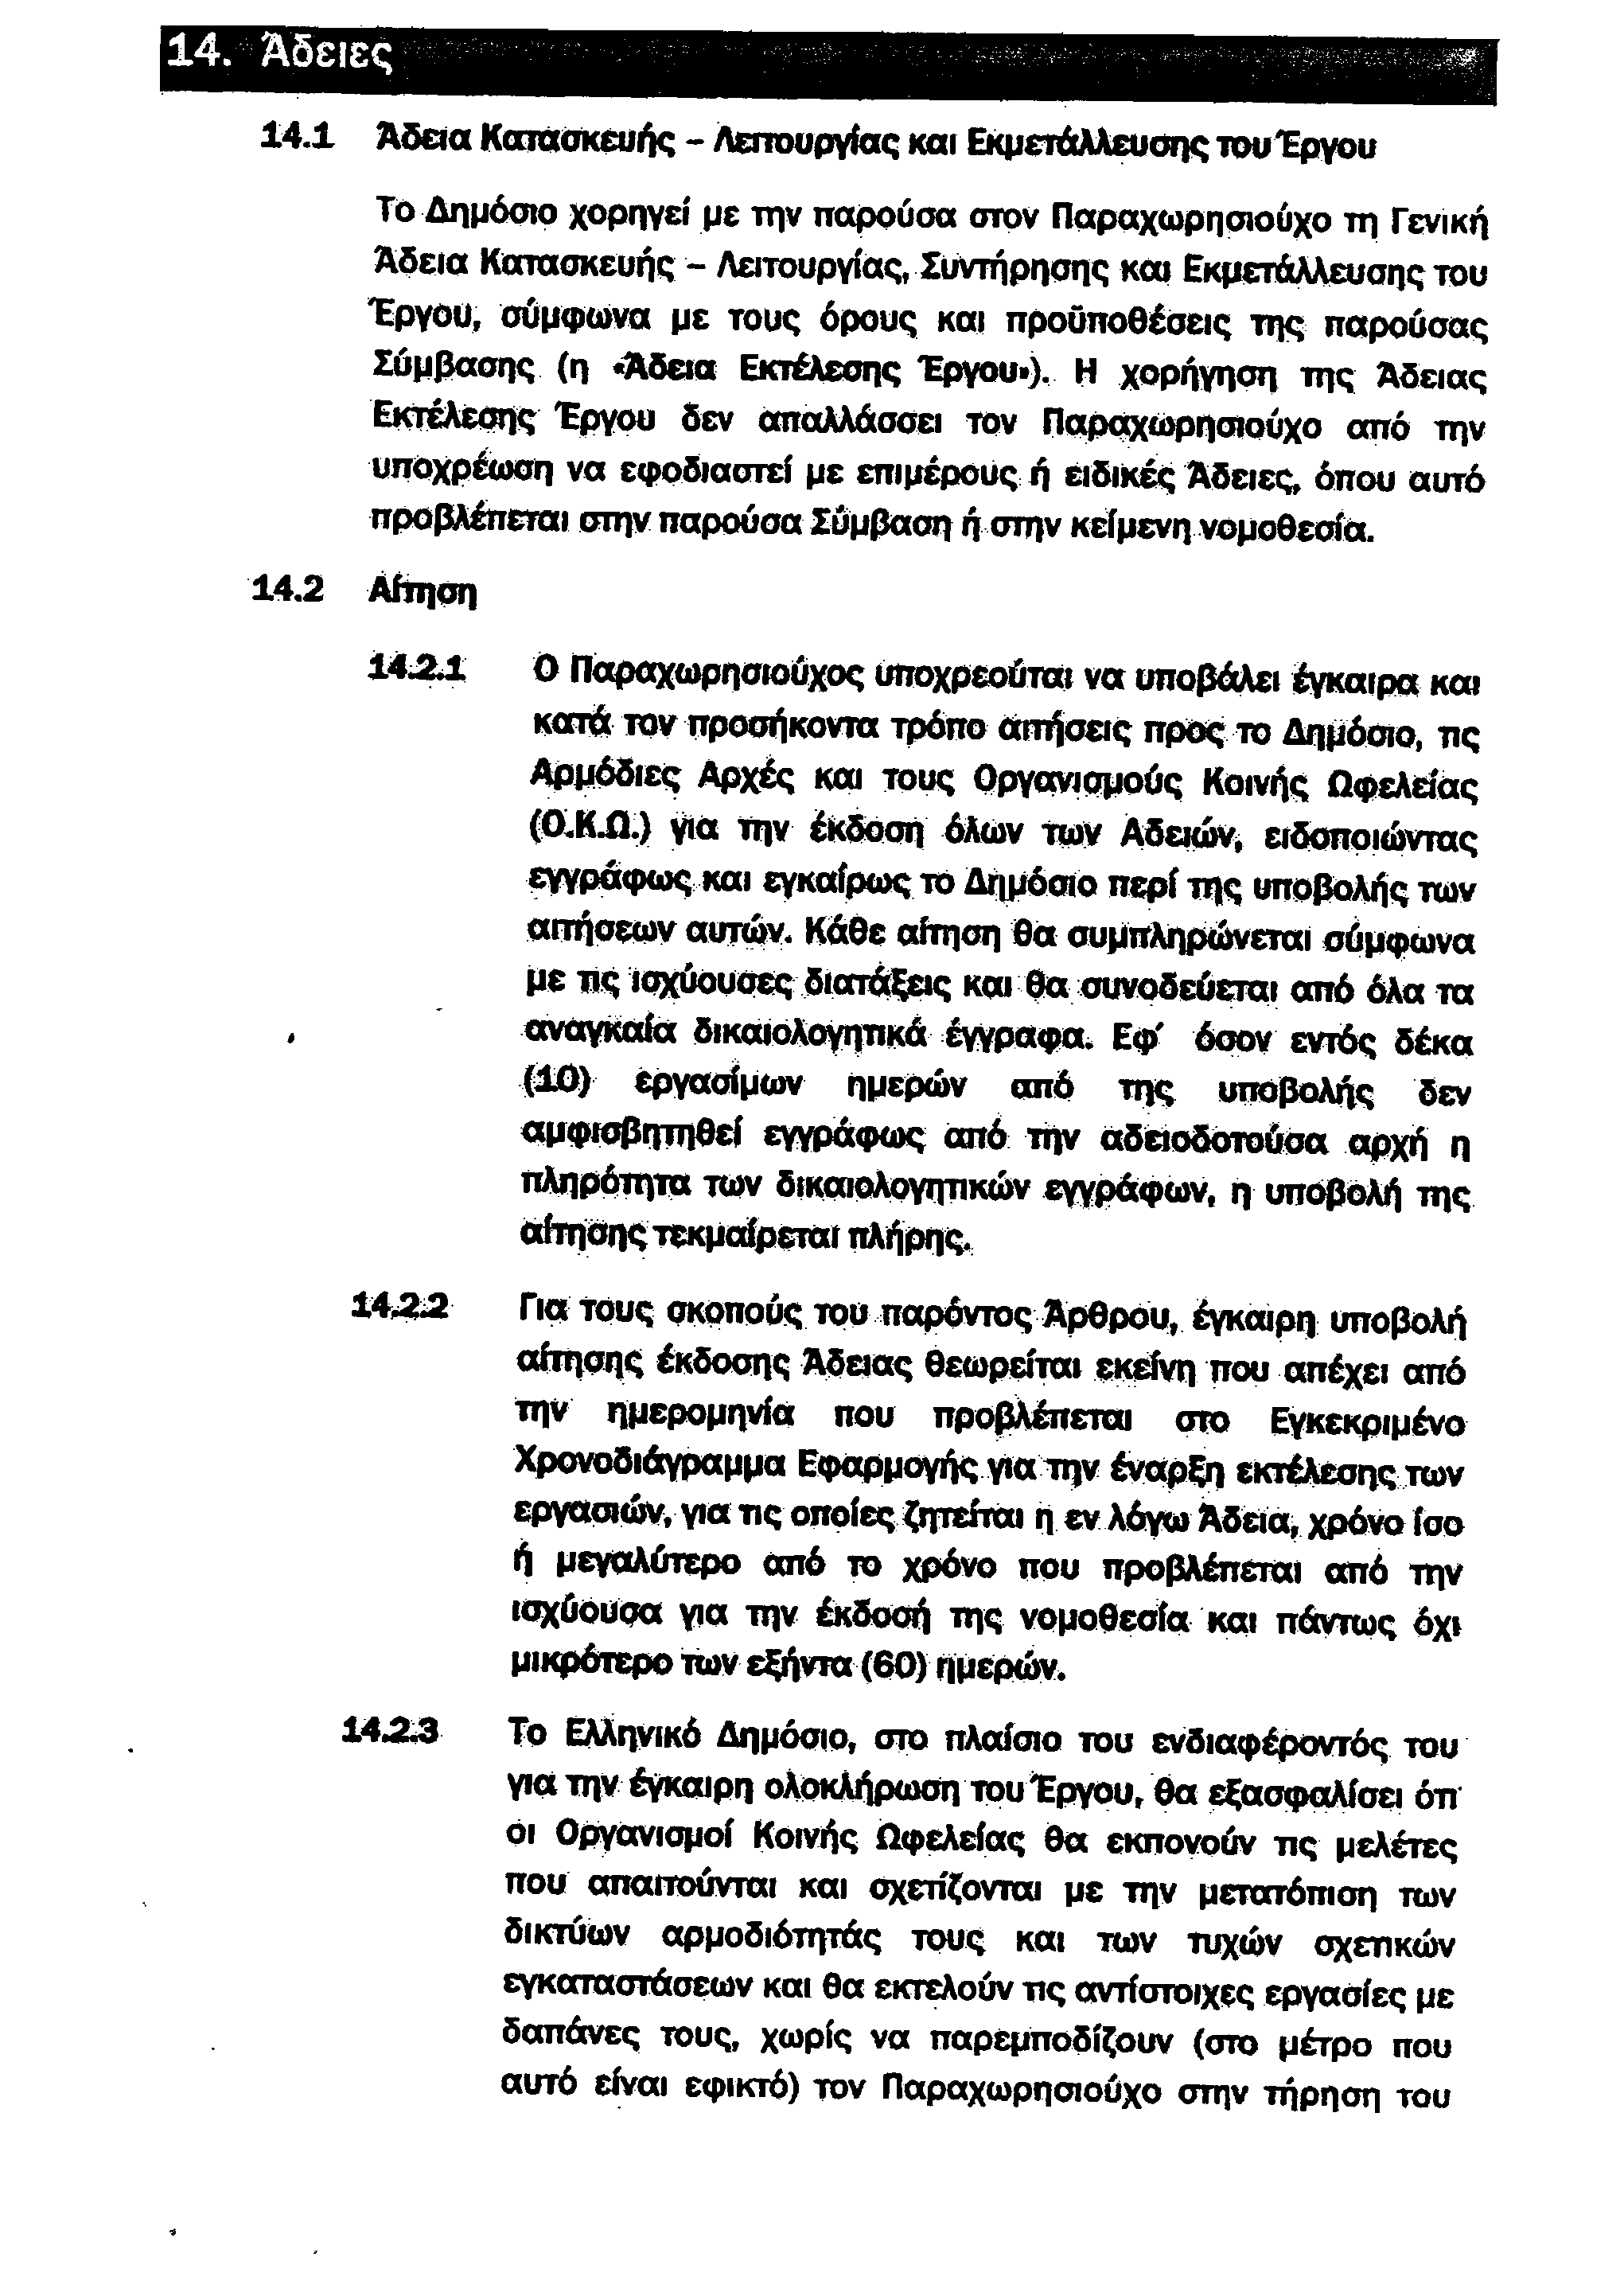 14. Άδειες
14.1 Άδεια Κατασκευής – Λειτουργίας και Εκμετάλλευσης του Έργου
Το Δημόσιο χορηγεί με την παρούσα στον Παραχωρησιούχο τη Γενική
Άδεια Κατασκευής – Λειτουργίας, Συντήρησης και Εκμετάλλευσης του
Έργου, σύμφωνα με τους όρους και προϋποθέσεις της παρούσας
Σύμβασης (η «Άδεια Εκτέλεσης Έργου»). Η χορήγηση της Άδειας
Εκτέλεσης Έργου δεν απαλλάσσει τον Παραχωρησιούχο από την
υποχρέωση να εφοδιαστεί με επιμέρους ή ειδικές Άδειες, όπου αυτό
προβλέπεται στην παρούσα Σύμβαση ή στην κείμενη νομοθεσία.
14.2 Αίτηση
14.2.1 Ο Παραχωρησιούχος υποχρεούται να υποβάλει έγκαιρα και
κατά τον προσήκοντα τρόπο αιτήσεις προς το Δημόσιο, τις
Αρμόδιες Αρχές και τους Οργανισμούς Κοινής Ωφελείας
(Ο.Κ.Ω.) για την έκδοση όλων των Αδειών, ειδοποιώντας
εγγράφως και εγκαίρως το Δημόσιο περί της υποβολής των
αιτήσεων αυτών. Κάθε αίτηση θα συμπληρώνεται σύμφωνα
με τις ισχύουσες διατάξεις και θα συνοδεύεται από όλα τα
αναγκαία δικαιολογητικά έγγραφα. Εφ' όσον εντός δέκα
(10) εργασίμων ημερών από της υποβολής δεν
αμφισβητηθεί εγγράφως από την αδειοδοτούσα αρχή η
πληρότητα των δικαιολογητικών εγγράφων, η υποβολή της
αίτησης τεκμαίρεται πλήρης.
14.2.2 Για τους σκοπούς του παρόντος Άρθρου, έγκαιρη υποβολή
αίτησης έκδοσης Άδειας θεωρείται εκείνη που απέχει από
την ημερομηνία που προβλέπεται στο Εγκεκριμένο
Χρονοδιάγραμμα Εφαρμογής για την έναρξη εκτέλεσης των
εργασιών, για τις οποίες ζητείται η εν λόγω Άδεια, χρόνο ίσο
ή μεγαλύτερο από το χρόνο που προβλέπεται από την
ισχύουσα για την έκδοσή της νομοθεσία και πάντως όχι
μικρότερο των εξήντα (60) ημερών.
14.2.3 Το Ελληνικό Δημόσιο, στο πλαίσιο του ενδιαφέροντός του
για την έγκαιρη ολοκλήρωση του Έργου, θα εξασφαλίσει ότι
οι Οργανισμοί Κοινής Ωφελείας θα εκπονούν τις μελέτες
που απαιτούνται και σχετίζονται με την μετατόπιση των
δικτύων αρμοδιότητάς τους και των τυχών σχετικών
εγκαταστάσεων και θα εκτελούν τις αντίστοιχες εργασίες με
δαπάνες τους, χωρίς να παρεμποδίζουν (στο μέτρο που
αυτό είναι εφικτό) τον Παραχωρησιούχο στην τήρηση του